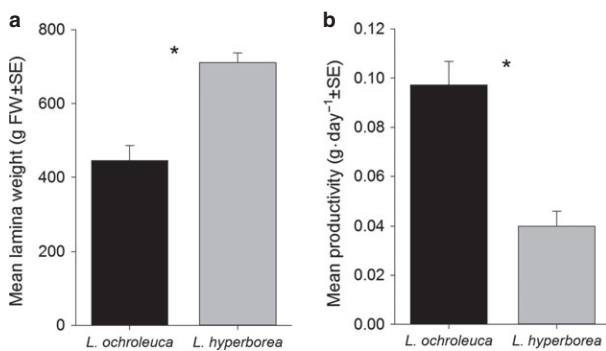 a
Mean lamina weight (g FW±SE)
800
600
400
200
0
*
L. ochroleuca L. hyperborea
b
Mean productivity (g·day⁻¹±SE)
0.12
0.10
0.08
0.06
0.04
0.02
0.00
*
L. ochroleuca L. hyperborea